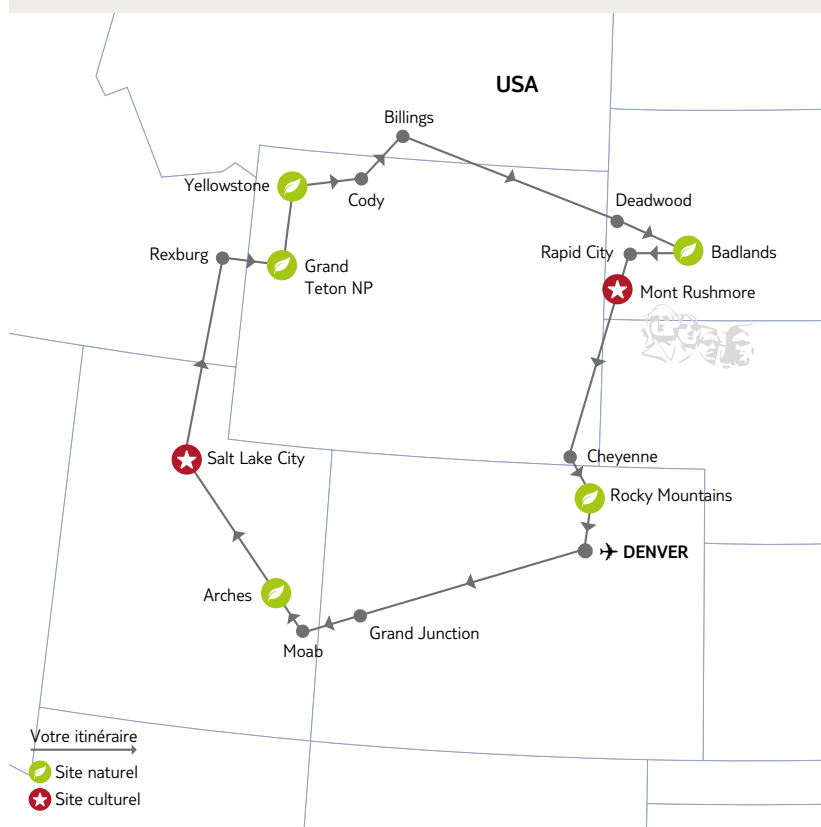 USA
Billings
Yellowstone
Cody
Deadwood
Rexburg
Grand
Teton NP
Rapid City
Badlands
Mont Rushmore
Salt Lake City
Cheyenne
Rocky Mountains
DENVER
Arches
Grand Junction
Moab
Votre itinéraire
Site naturel
Site culturel